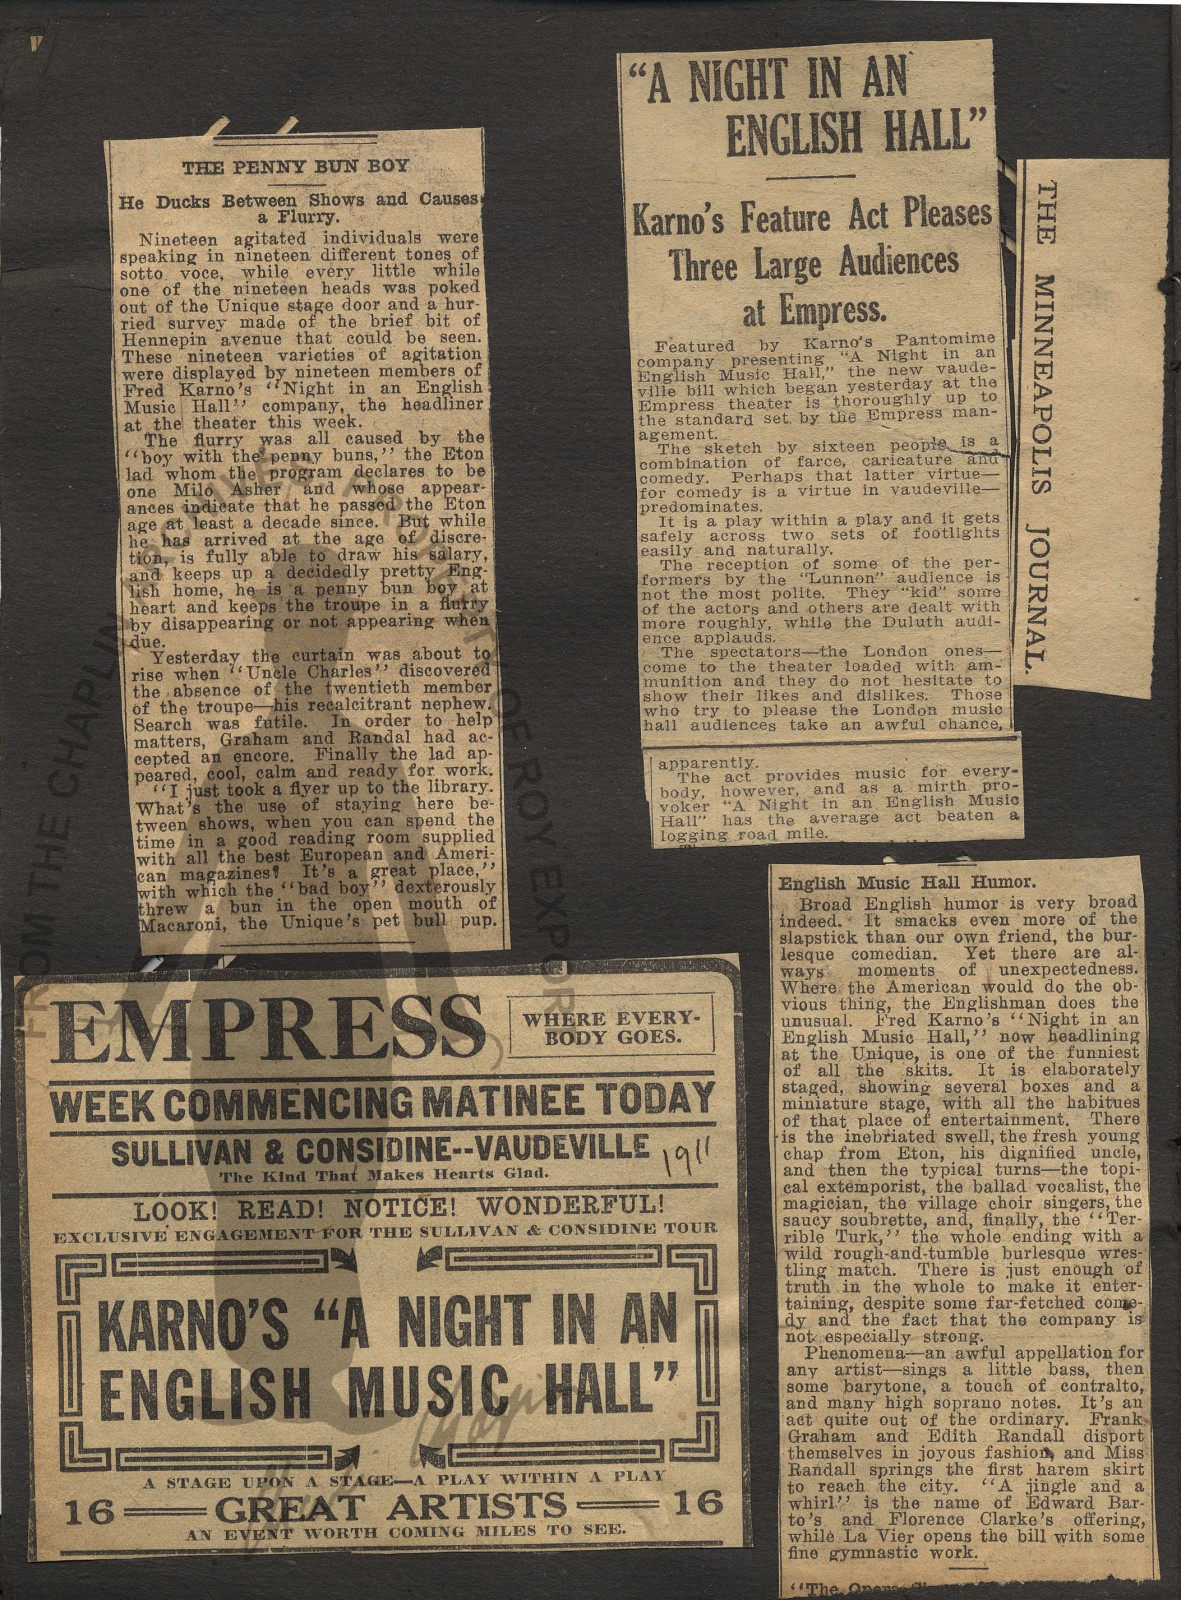 THE PENNY BUN BOY
He Ducks Between Shows and Causes
a Flurry.
Nineteen agitated individuals were
speaking in nineteen different tones of
sotto voce, while every little while
one of the nineteen heads was poked
out of the Unique stage door and a hur-
ried survey made of the brief bit of
Hennepin avenue that could be seen.
These nineteen varieties of agitation
were displayed by nineteen members of
Fred Karno's "Night in an English
Music Hall" company, the headliner
at the theater this week.
The flurry was all caused by the
"boy with the penny buns," the Eton
lad whom the program declares to be
one Milo Asher and whose appear-
ances indicate that he passed the Eton
age at least a decade since. But while
he has arrived at the age of discre-
tion, is fully able to draw his salary,
and keeps up a decidedly pretty Eng-
lish home, he is a penny bun boy at
heart and keeps the troupe in a flurry
by disappearing or not appearing when
due.
Yesterday the curtain was about to
rise when "Uncle Charles" discovered
the absence of the twentieth member
of the troupe—his recalcitrant nephew.
Search was futile. In order to help
matters, Graham and Randal had ac-
cepted an encore. Finally the lad ap-
peared, cool, calm and ready for work.
"I just took a flyer up to the library.
What's the use of staying here be-
tween shows, when you can spend the
time in a good reading room supplied
with all the best European and Ameri-
can magazines? It's a great place,"
with which the "bad boy" dexterously
threw a bun in the open mouth of
Macaroni, the Unique's pet bull pup.
"A NIGHT IN AN
ENGLISH HALL"
Karno's Feature Act Pleases
Three Large Audiences
at Empress.
Featured by Karno's Pantomime
company presenting "A Night in an
English Music Hall," the new vaude-
ville bill which began yesterday at the
Empress theater is thoroughly up to
the standard set by the Empress man-
agement.
The sketch by sixteen people is a
combination of farce, caricature and
comedy. Perhaps that latter virtue—
for comedy is a virtue in vaudeville—
predominates.
It is a play within a play and it gets
safely across two sets of footlights
easily and naturally.
The reception of some of the per-
formers by the "Lunnon" audience is
not the most polite. They "kid" some
of the actors and others are dealt with
more roughly, while the Duluth audi-
ence applauds.
The spectators—the London ones—
come to the theater loaded with am-
munition and they do not hesitate to
show their likes and dislikes. Those
who try to please the London music
hall audiences take an awful chance,
apparently.
The act provides music for every-
body, however, and as a mirth pro-
voker "A Night in an English Music
Hall" has the average act beaten a
logging road mile.
THE MINNEAPOLIS JOURNAL.
EMPRESS
WHERE EVERY-
BODY GOES.
WEEK COMMENCING MATINEE TODAY
SULLIVAN & CONSIDINE--VAUDEVILLE
1911
The Kind That Makes Hearts Glad.
LOOK! READ! NOTICE! WONDERFUL!
EXCLUSIVE ENGAGEMENT FOR THE SULLIVAN & CONSIDINE TOUR
KARNO'S "A NIGHT IN AN
ENGLISH MUSIC HALL"
A STAGE UPON A STAGE—A PLAY WITHIN A PLAY
16 GREAT ARTISTS 16
AN EVENT WORTH COMING MILES TO SEE.
English Music Hall Humor.
Broad English humor is very broad
indeed. It smacks even more of the
slapstick than our own friend, the bur-
lesque comedian. Yet there are al-
ways moments of unexpectedness.
Where the American would do the ob-
vious thing, the Englishman does the
unusual. Fred Karno's "Night in an
English Music Hall," now headlining
at the Unique, is one of the funniest
of all the skits. It is elaborately
staged, showing several boxes and a
miniature stage, with all the habitues
of that place of entertainment. There
is the inebriated swell, the fresh young
chap from Eton, his dignified uncle,
and then the typical turns—the topi-
cal extemporist, the ballad vocalist, the
magician, the village choir singers, the
saucy soubrette, and, finally, the "Ter-
rible Turk," the whole ending with a
wild rough-and-tumble burlesque wres-
tling match. There is just enough of
truth in the whole to make it enter-
taining, despite some far-fetched come-
dy and the fact that the company is
not especially strong.
Phenomena—an awful appellation for
any artist—sings a little bass, then
some barytone, a touch of contralto,
and many high soprano notes. It's an
act quite out of the ordinary. Frank
Graham and Edith Randall disport
themselves in joyous fashion, and Miss
Randall springs the first harem skirt
to reach the city. "A jingle and a
whirl" is the name of Edward Bar-
to's and Florence Clarke's offering,
while La Vier opens the bill with some
fine gymnastic work.
"The
FROM THE CHAPLIN ARCHIVES PROPERTY OF ROY EXPORT